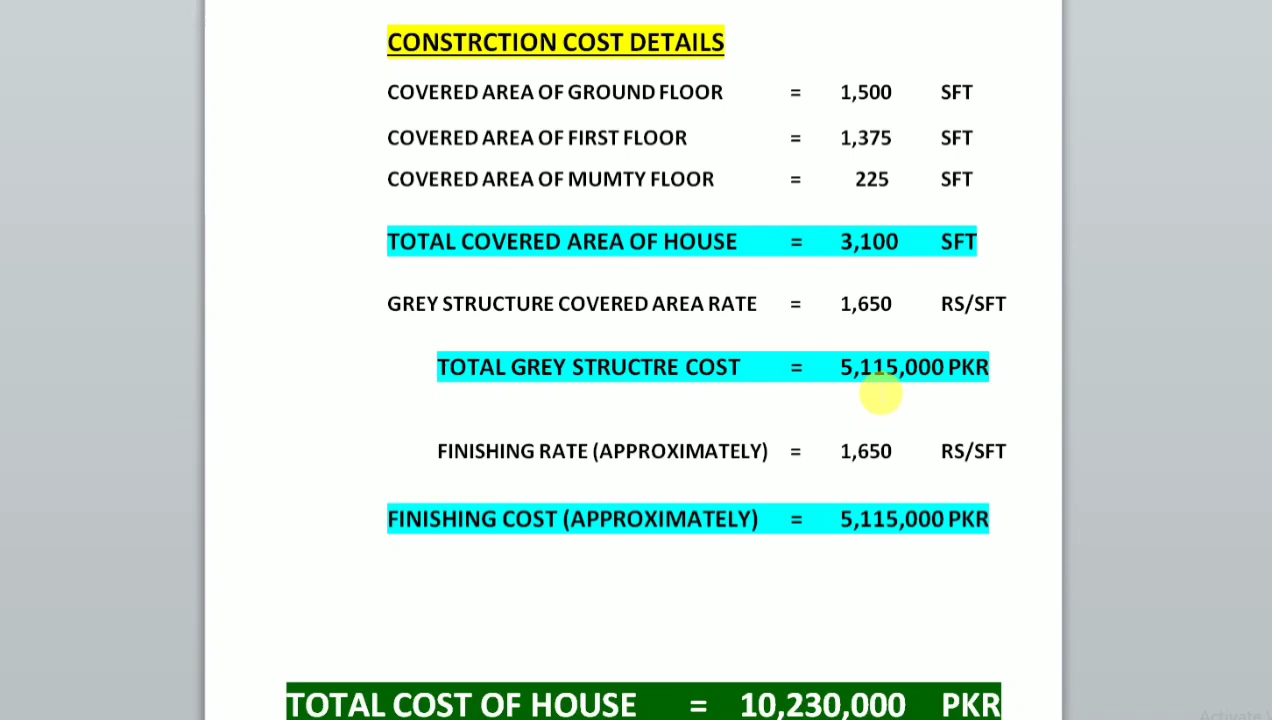 CONSTRCTION COST DETAILS
COVERED AREA OF GROUND FLOOR = 1,500 SFT
COVERED AREA OF FIRST FLOOR = 1,375 SFT
COVERED AREA OF MUMTY FLOOR = 225 SFT
TOTAL COVERED AREA OF HOUSE = 3,100 SFT
GREY STRUCTURE COVERED AREA RATE = 1,650 RS/SFT
TOTAL GREY STRUCTRE COST = 5,115,000 PKR
FINISHING RATE (APPROXIMATELY) = 1,650 RS/SFT
FINISHING COST (APPROXIMATELY) = 5,115,000 PKR
TOTAL COST OF HOUSE = 10,230,000 PKR
Activate